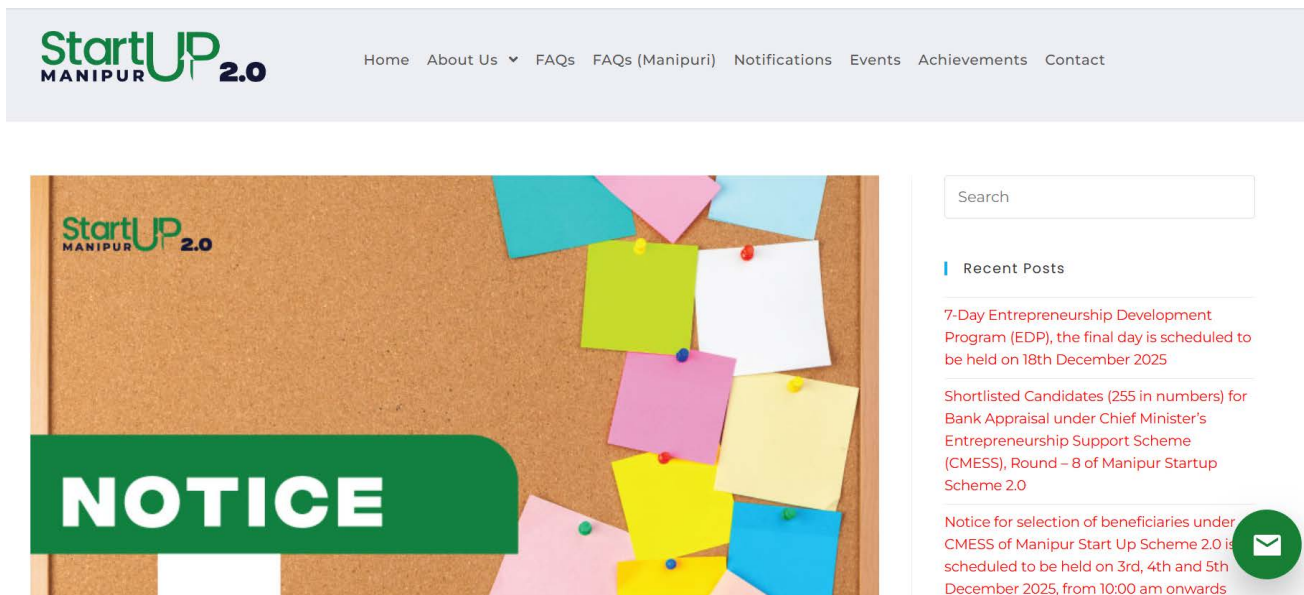 StartUP
MANIPUR 2.0
Home About Us FAQs FAQs (Manipuri) Notifications Events Achievements Contact
StartUP
MANIPUR 2.0
NOTICE
Search
Recent Posts
7-Day Entrepreneurship Development
Program (EDP), the final day is scheduled to
be held on 18th December 2025
Shortlisted Candidates (255 in numbers) for
Bank Appraisal under Chief Minister’s
Entrepreneurship Support Scheme
(CMESS), Round – 8 of Manipur Startup
Scheme 2.0
Notice for selection of beneficiaries under
CMESS of Manipur Start Up Scheme 2.0 is
scheduled to be held on 3rd, 4th and 5th
December 2025, from 10:00 am onwards